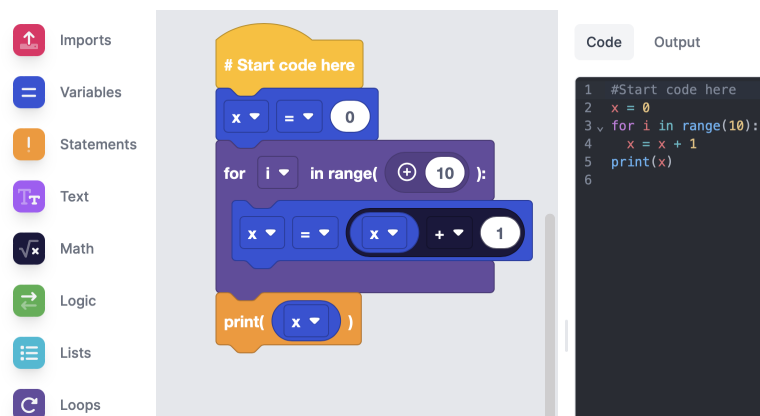 Imports
Variables
Statements
Text
Math
Logic
Lists
Loops
# Start code here
x = 0
for i in range( 10 ):
x = x + 1
print( x )
Code Output
1 #Start code here
2 x = 0
3 for i in range(10):
4 x = x + 1
5 print(x)
6